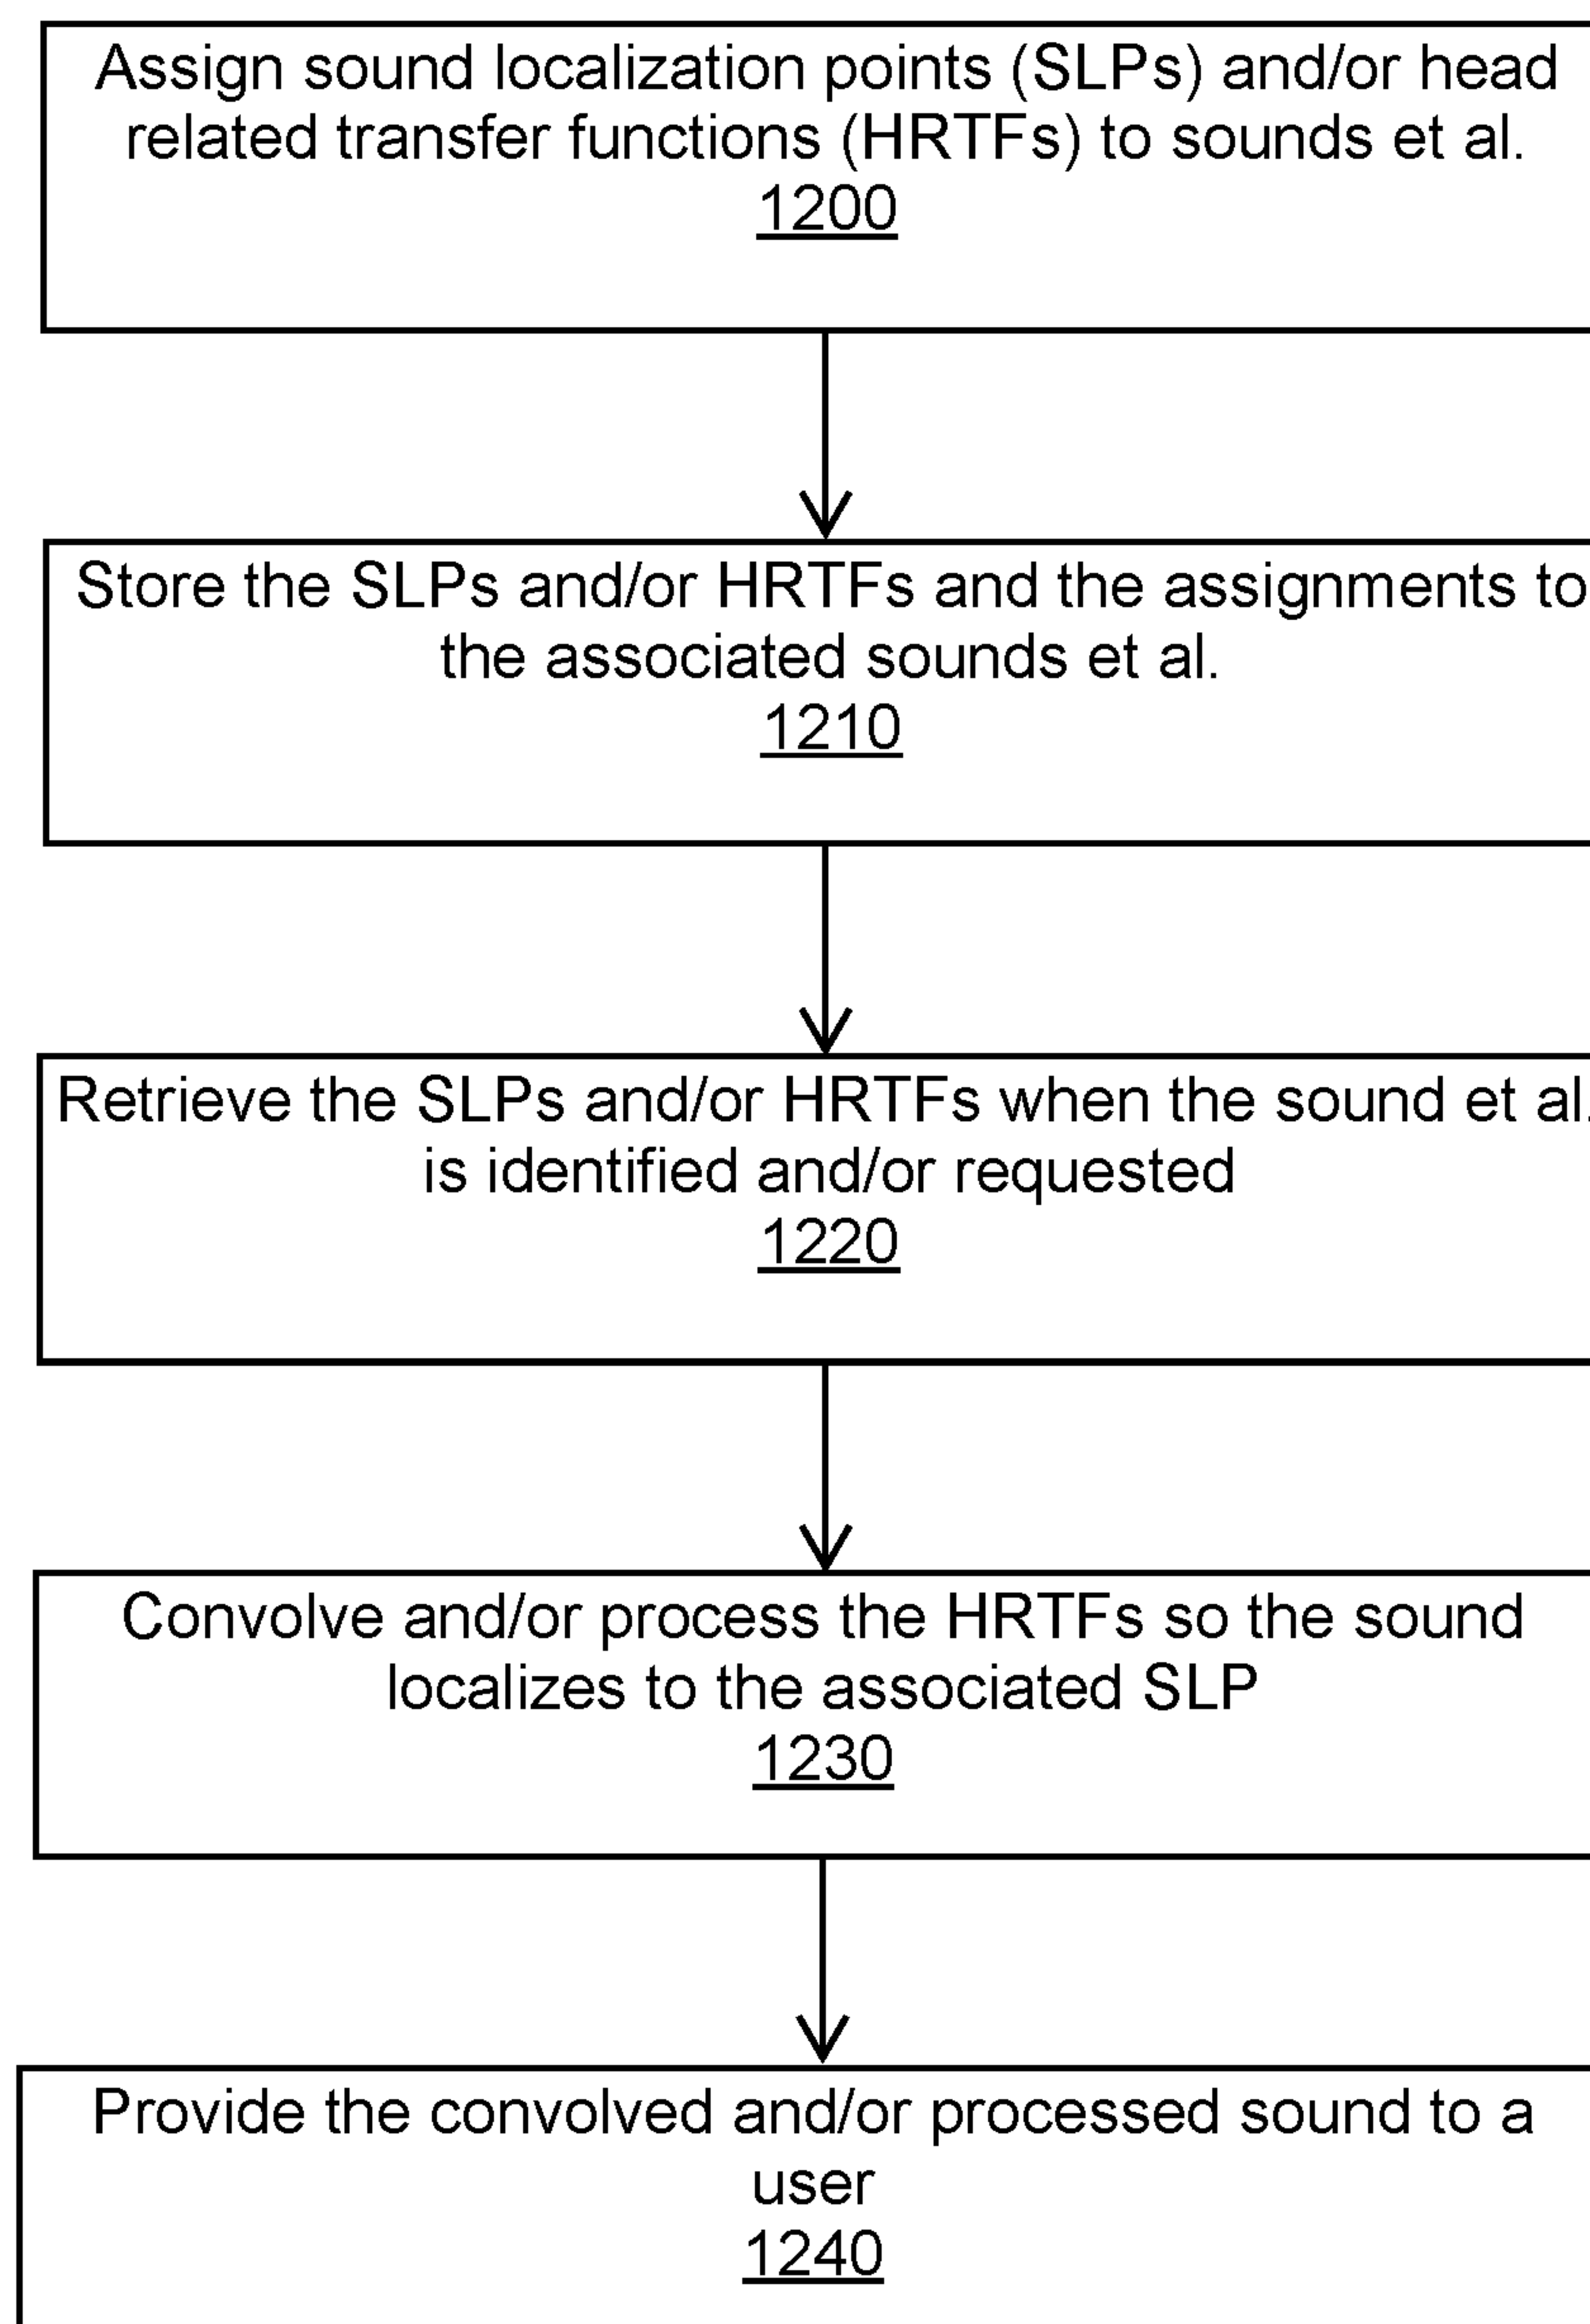 Assign sound localization points (SLPs) and/or head
related transfer functions (HRTFs) to sounds et al.
1200
Store the SLPs and/or HRTFs and the assignments to
the associated sounds et al.
1210
Retrieve the SLPs and/or HRTFs when the sound et al.
is identified and/or requested
1220
Convolve and/or process the HRTFs so the sound
localizes to the associated SLP
1230
Provide the convolved and/or processed sound to a
user
1240